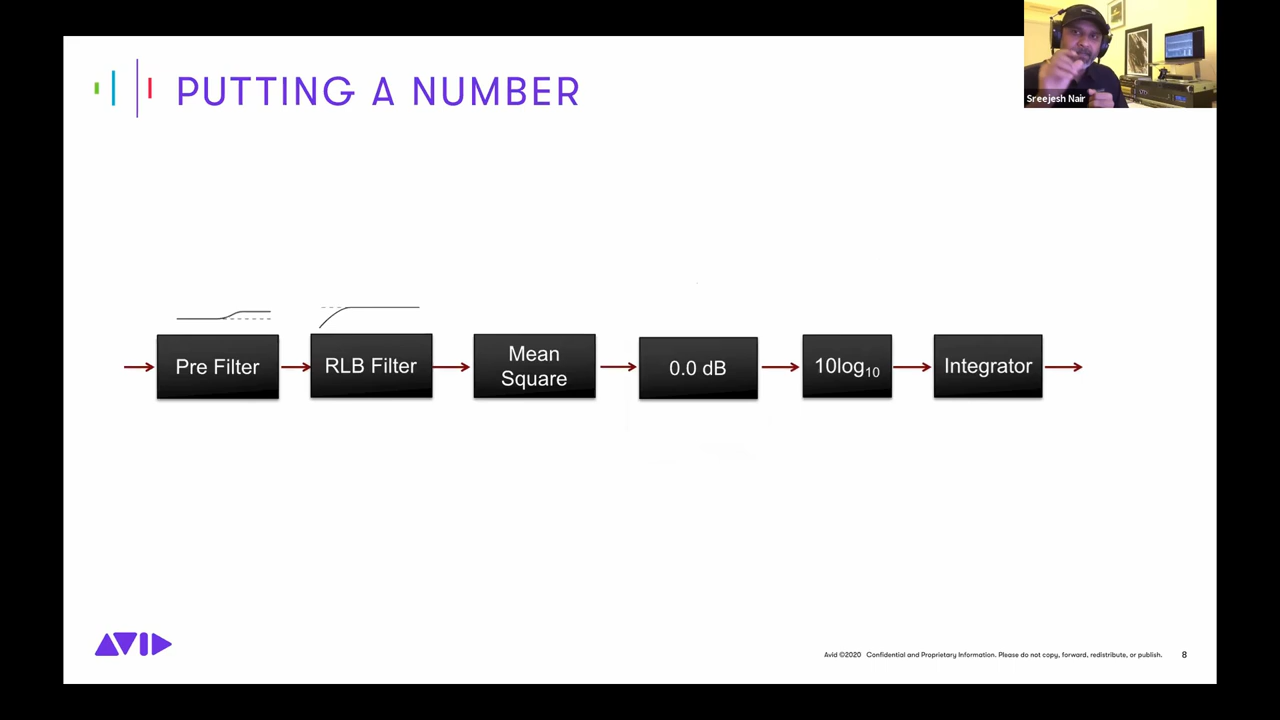 PUTTING A NUMBER
Sreejesh Nair
Pre Filter
RLB Filter
Mean
Square
0.0 dB
10log₁₀
Integrator
AVID
Avid ©2020 Confidential and Proprietary Information. Please do not copy, forward, redistribute, or publish.
8